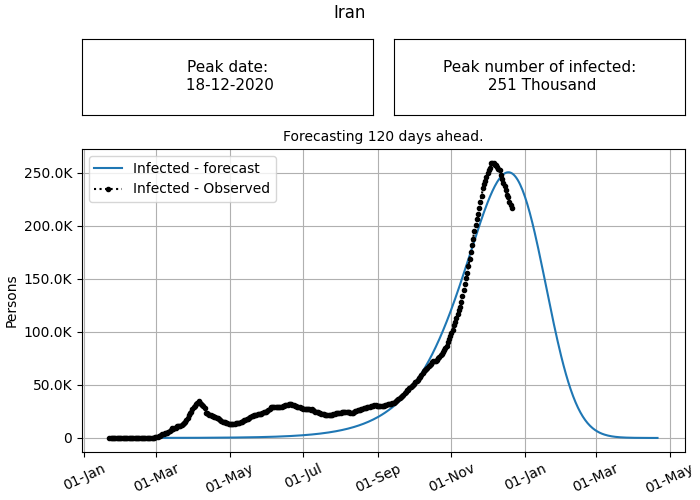 Iran
Peak date:
18-12-2020
Peak number of infected:
251 Thousand
Forecasting 120 days ahead.
Infected - forecast
Infected - Observed
250.0K
200.0K
150.0K
100.0K
50.0K
0
Persons
01-Jan
01-Mar
01-May
01-Jul
01-Sep
01-Nov
01-Jan
01-Mar
01-May